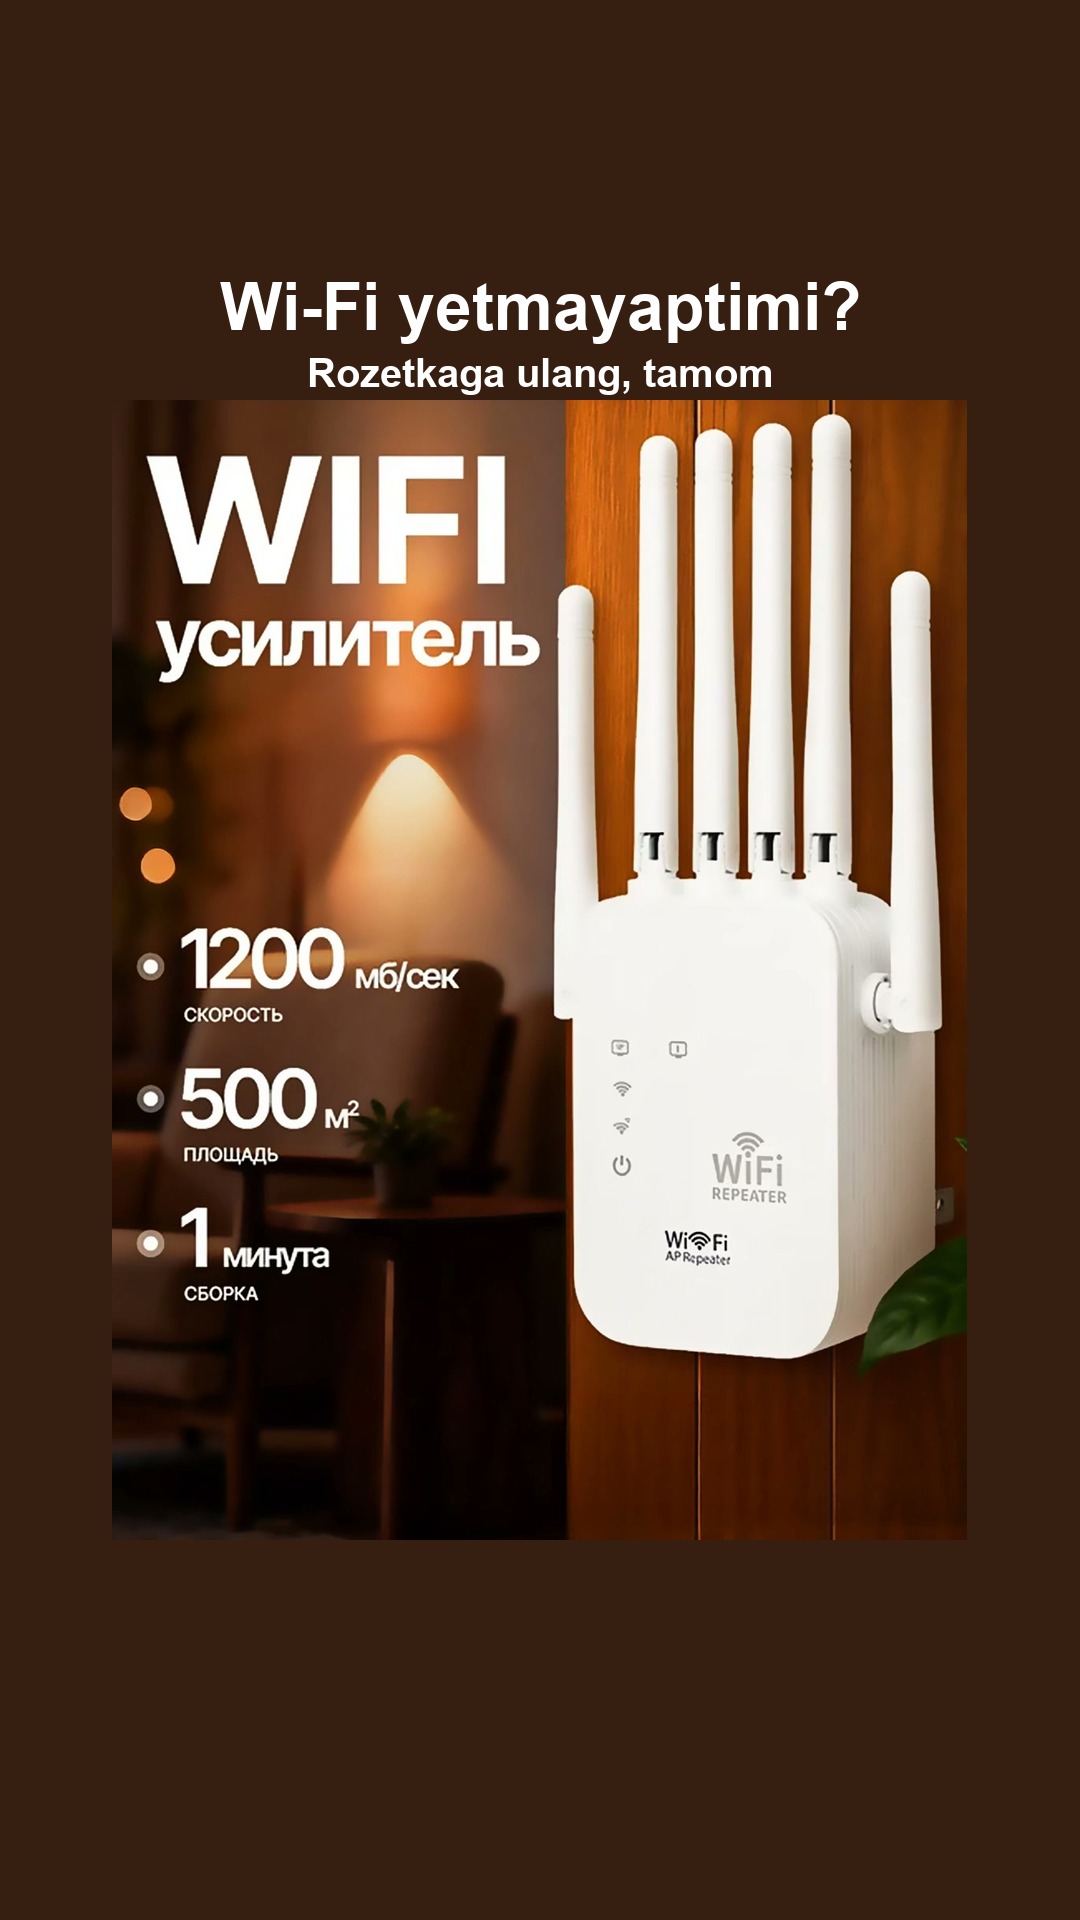 Wi-Fi yetmayaptimi?
Rozetkaga ulang, tamom
WIFI
усилитель
1200 мб/сек
СКОРОСТЬ
500 м²
ПЛОЩАДЬ
1 минута
СБОРКА
WiFi
REPEATER
WiFi
AP Repeater